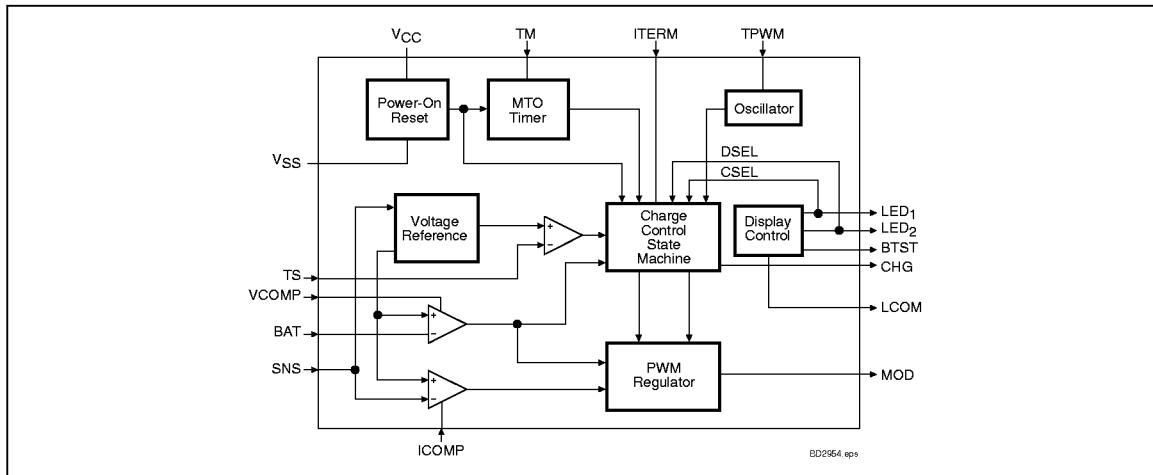 VCC
TM
ITERM
TPWM
Power-On
Reset
MTO
Timer
Oscillator
VSS
DSEL
CSEL
Voltage
Reference
+
−
Charge
Control
State
Machine
Display
Control
LED1
LED2
BTST
CHG
TS
VCOMP
+
−
BAT
LCOM
SNS
+
−
PWM
Regulator
MOD
ICOMP
BD2954.eps